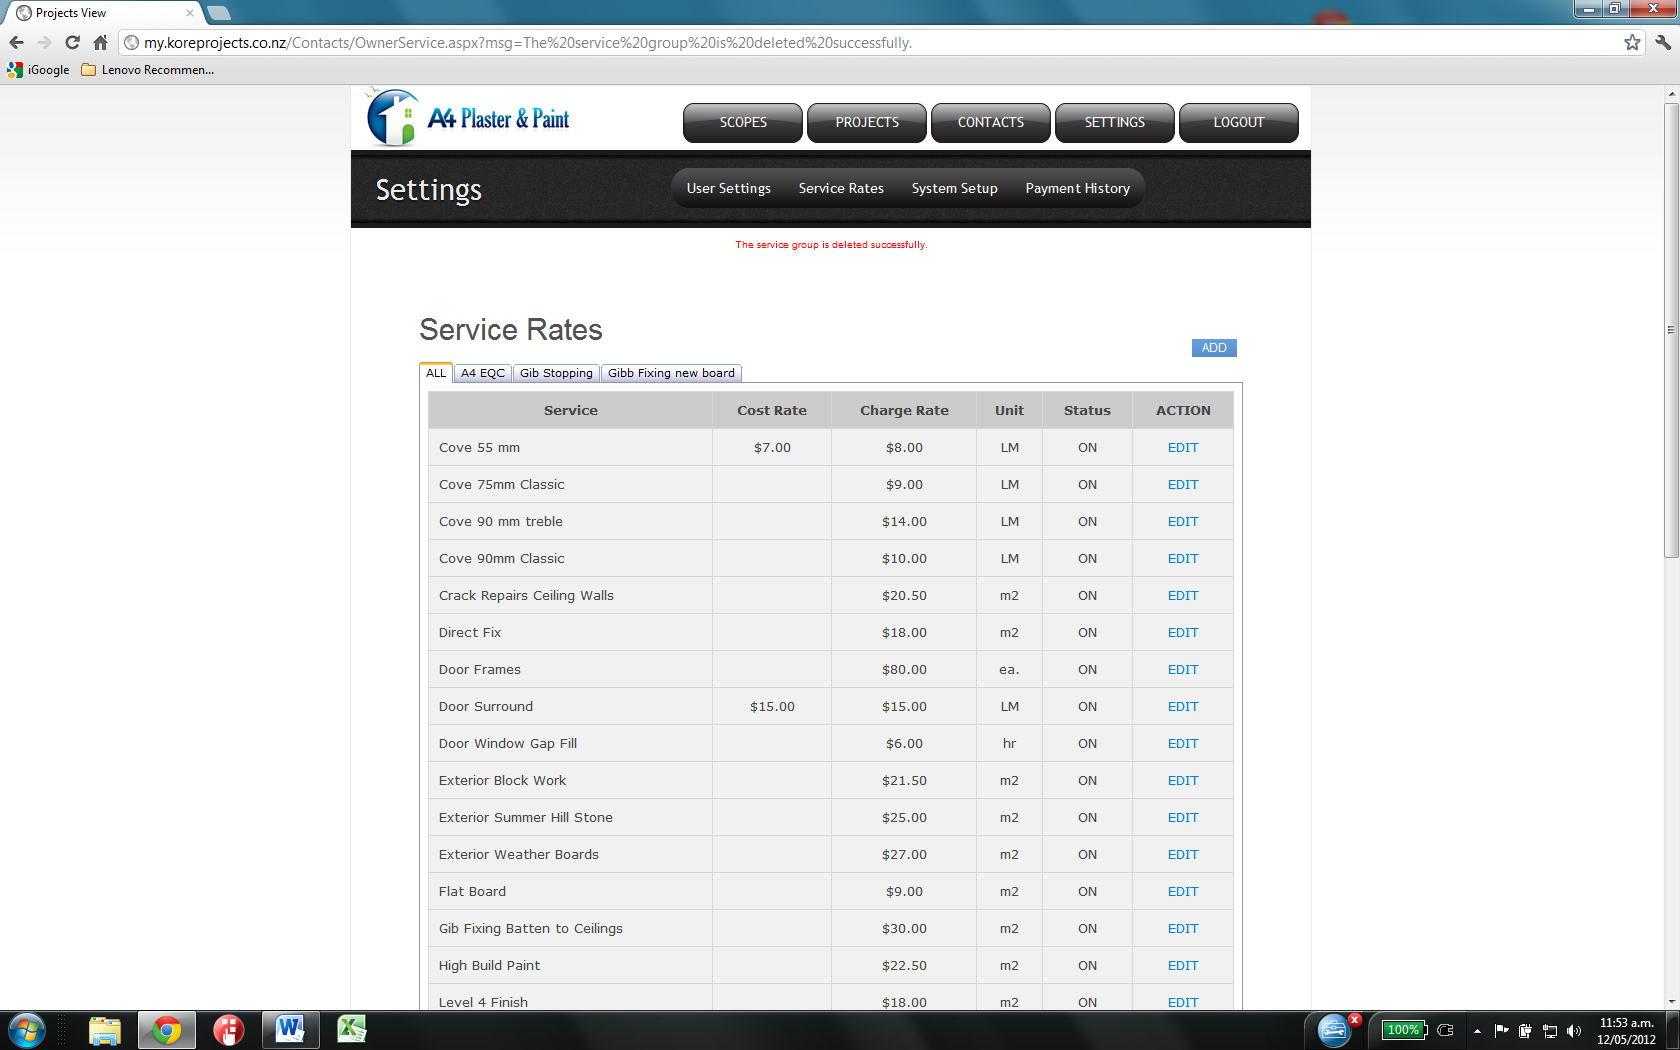 Projects View
my.koreprojects.co.nz/Contacts/OwnerService.aspx?msg=The%20service%20group%20is%20deleted%20successfully.
iGoogle Lenovo Recommen...
A4 Plaster & Paint SCOPES PROJECTS CONTACTS SETTINGS LOGOUT
Settings User Settings Service Rates System Setup Payment History
The service group is deleted successfully.
Service Rates
ADD
ALL A4 EQC Gib Stopping Gibb Fixing new board
Service Cost Rate Charge Rate Unit Status ACTION
Cove 55 mm $7.00 $8.00 LM ON EDIT
Cove 75mm Classic $9.00 LM ON EDIT
Cove 90 mm treble $14.00 LM ON EDIT
Cove 90mm Classic $10.00 LM ON EDIT
Crack Repairs Ceiling Walls $20.50 m2 ON EDIT
Direct Fix $18.00 m2 ON EDIT
Door Frames $80.00 ea. ON EDIT
Door Surround $15.00 $15.00 LM ON EDIT
Door Window Gap Fill $6.00 hr ON EDIT
Exterior Block Work $21.50 m2 ON EDIT
Exterior Summer Hill Stone $25.00 m2 ON EDIT
Exterior Weather Boards $27.00 m2 ON EDIT
Flat Board $9.00 m2 ON EDIT
Gib Fixing Batten to Ceilings $30.00 m2 ON EDIT
High Build Paint $22.50 m2 ON EDIT
Level 4 Finish $18.00 m2 ON EDIT
100% 11:53 a.m.
12/05/2012